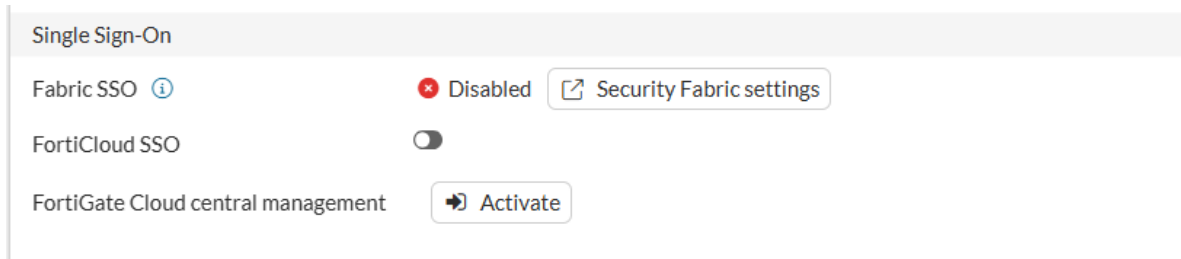 Single Sign-On
Fabric SSO Disabled Security Fabric settings
FortiCloud SSO
FortiGate Cloud central management Activate